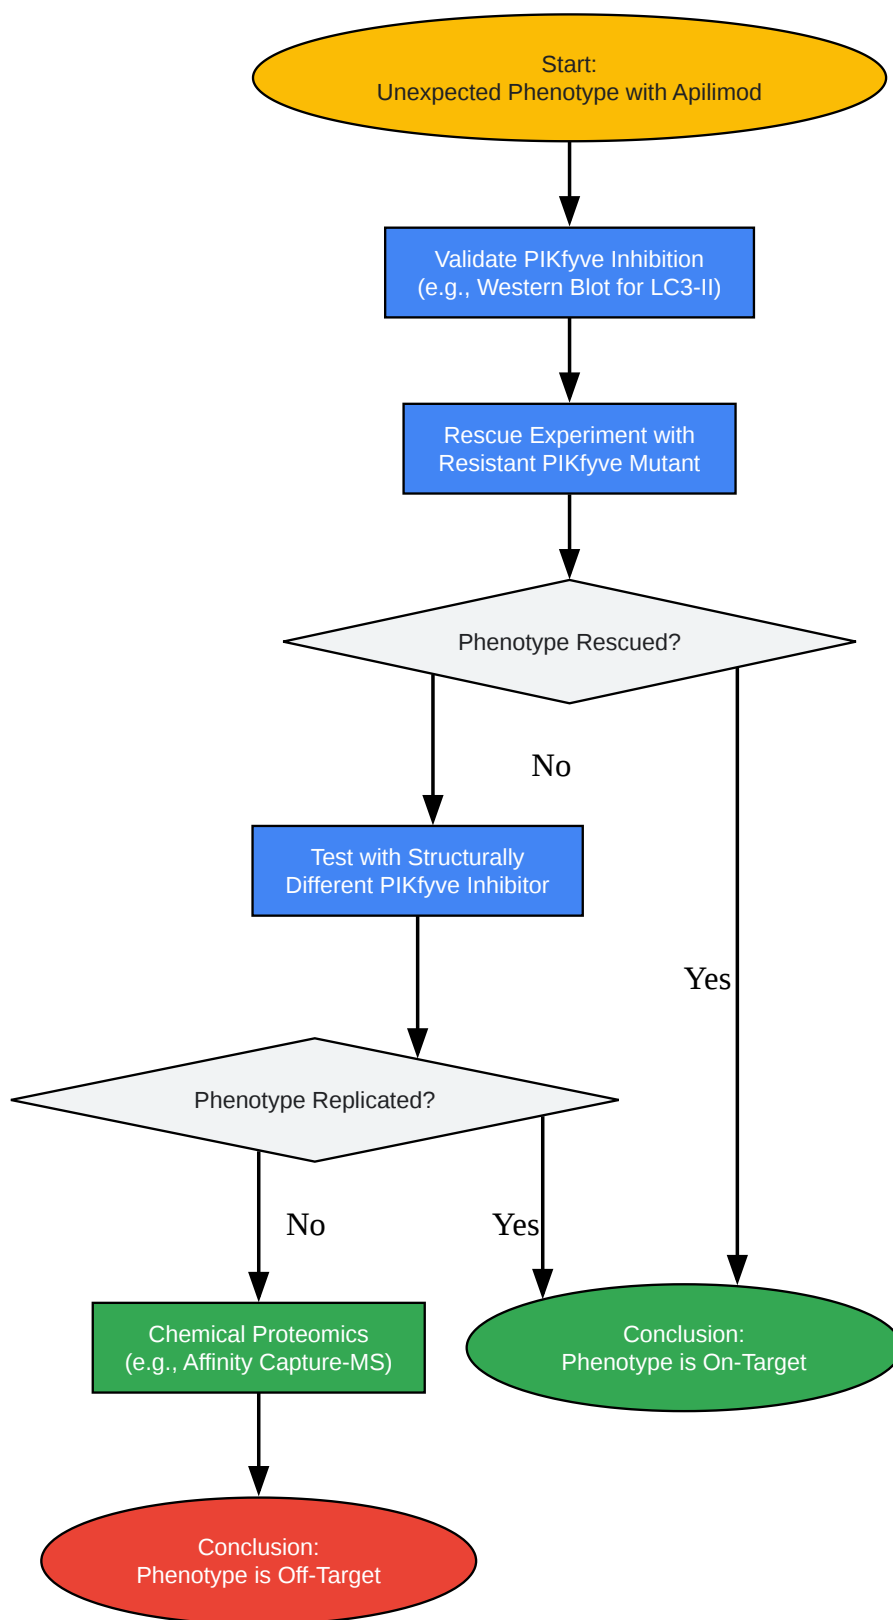 Start:
Unexpected Phenotype with Apilimod
Validate PIKfyve Inhibition
(e.g., Western Blot for LC3-II)
Rescue Experiment with
Resistant PIKfyve Mutant
Phenotype Rescued?
No
Test with Structurally
Different PIKfyve Inhibitor
Yes
Phenotype Replicated?
No
Yes
Chemical Proteomics
(e.g., Affinity Capture-MS)
Conclusion:
Phenotype is On-Target
Conclusion:
Phenotype is Off-Target